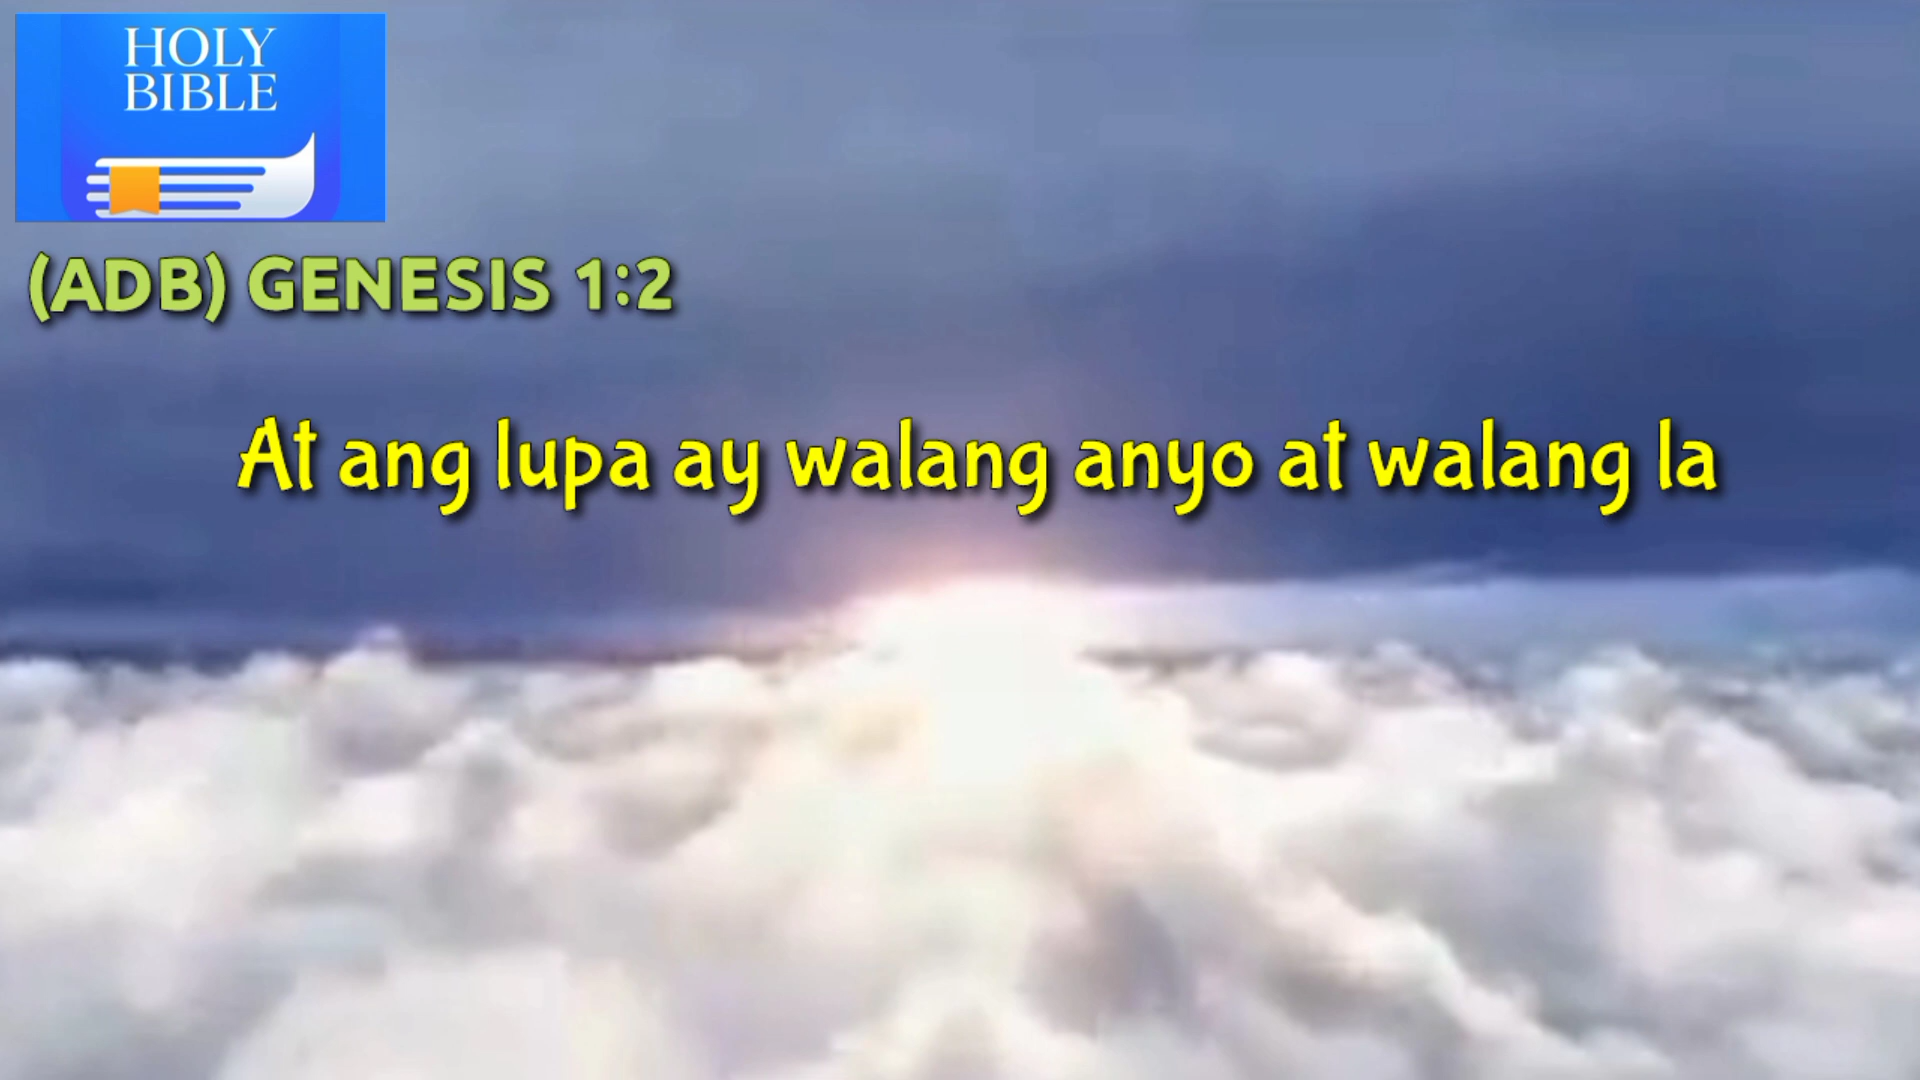 HOLY
BIBLE
(ADB) GENESIS 1:2
At ang lupa ay walang anyo at walang la